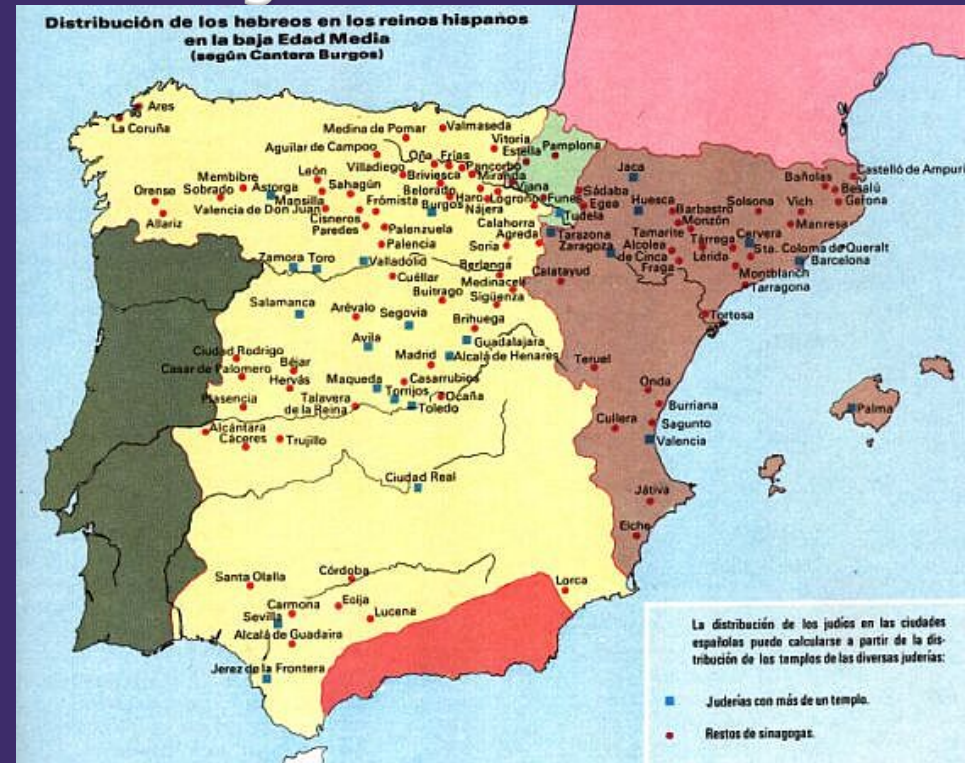 Distribución de los hebreos en los reinos hispanos
en la baja Edad Media
(según Cantera Burgos)
Ares
La Coruña
Medina de Pomar
Valmaseda
Vitoria
Estella
Pamplona
Aguilar de Campoo
Oña
Frías
Pancorbo
Villadiego
Briviesca
Miranda
Viana
Jaca
Castelló de Ampuri
Bañolas
Besalú
Gerona
Orense
Sobrado
Membibre
Astorga
León
Sahagún
Mansilla
Valencia de Don Juan
Belorado
Haro
Logroño
Funes
Sádaba
Egea
Huesca
Barbastro
Monzón
Solsona
Vich
Manresa
Allariz
Cisneros
Paredes
Frómista
Burgos
Nájera
Calahorra
Tudela
Tarazona
Tamarite
Tárrega
Cervera
Palenzuela
Palencia
Agreda
Soria
Zaragoza
Alcolea
de Cinca
Fraga
Lérida
Sta. Coloma de Queralt
Barcelona
Montblanch
Tarragona
Zamora
Toro
Valladolid
Cuéllar
Berlanga
Medinaceli
Calatayud
Buitrago
Sigüenza
Salamanca
Arévalo
Segovia
Brihuega
Tortosa
Avila
Guadalajara
Madrid
Alcalá de Henares
Ciudad Rodrigo
Casar de Palomero
Béjar
Hervás
Maqueda
Torrijos
Casarrubios
Teruel
Plasencia
Talavera
de la Reina
Ocaña
Toledo
Onda
Burriana
Palma
Cullera
Sagunto
Valencia
Alcántara
Cáceres
Trujillo
Ciudad Real
Játiva
Elche
Santa Olalla
Córdoba
Lorca
Carmona
Ecija
Lucena
Sevilla
Alcalá de Guadaira
Jerez de la Frontera
La distribución de los judíos en las ciudades
españolas puede calcularse a partir de la dis-
tribución de los templos de las diversas juderías:
Juderías con más de un templo.
Restos de sinagogas.